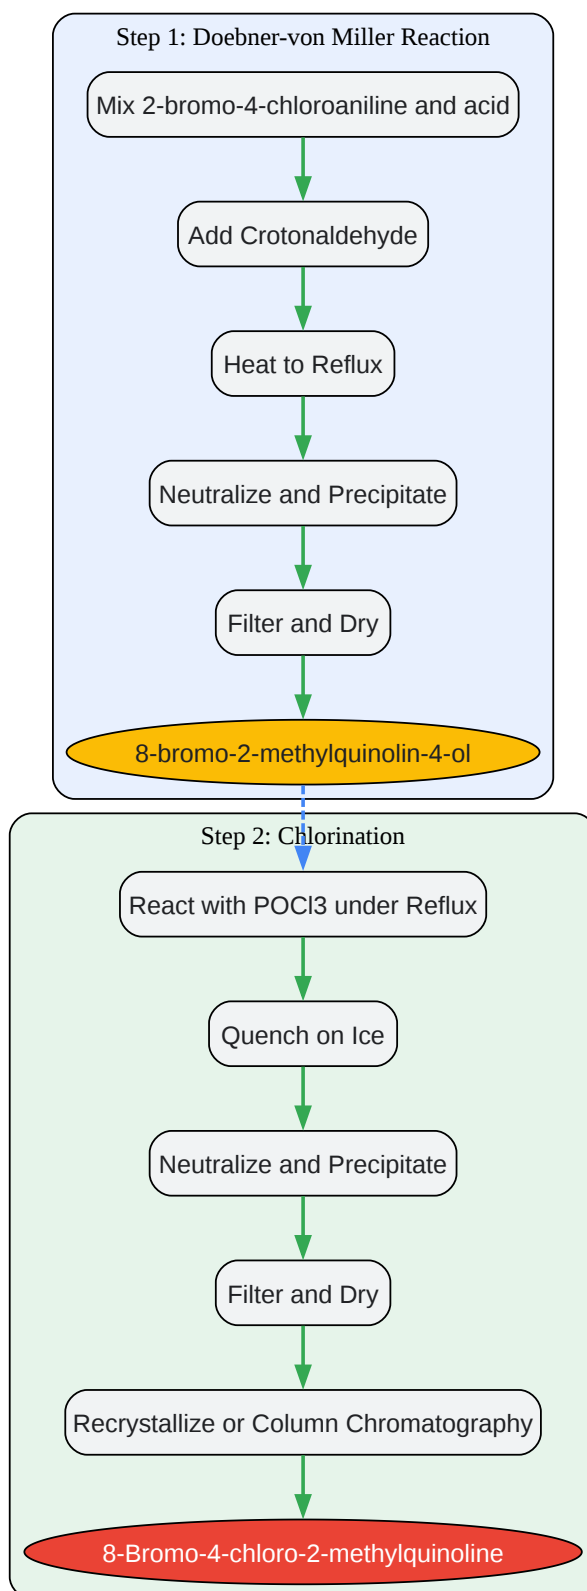 Step 1: Doebner-von Miller Reaction
Mix 2-bromo-4-chloroaniline and acid
Add Crotonaldehyde
Heat to Reflux
Neutralize and Precipitate
Filter and Dry
8-bromo-2-methylquinolin-4-ol
Step 2: Chlorination
React with POCl3 under Reflux
Quench on Ice
Neutralize and Precipitate
Filter and Dry
Recrystallize or Column Chromatography
8-Bromo-4-chloro-2-methylquinoline